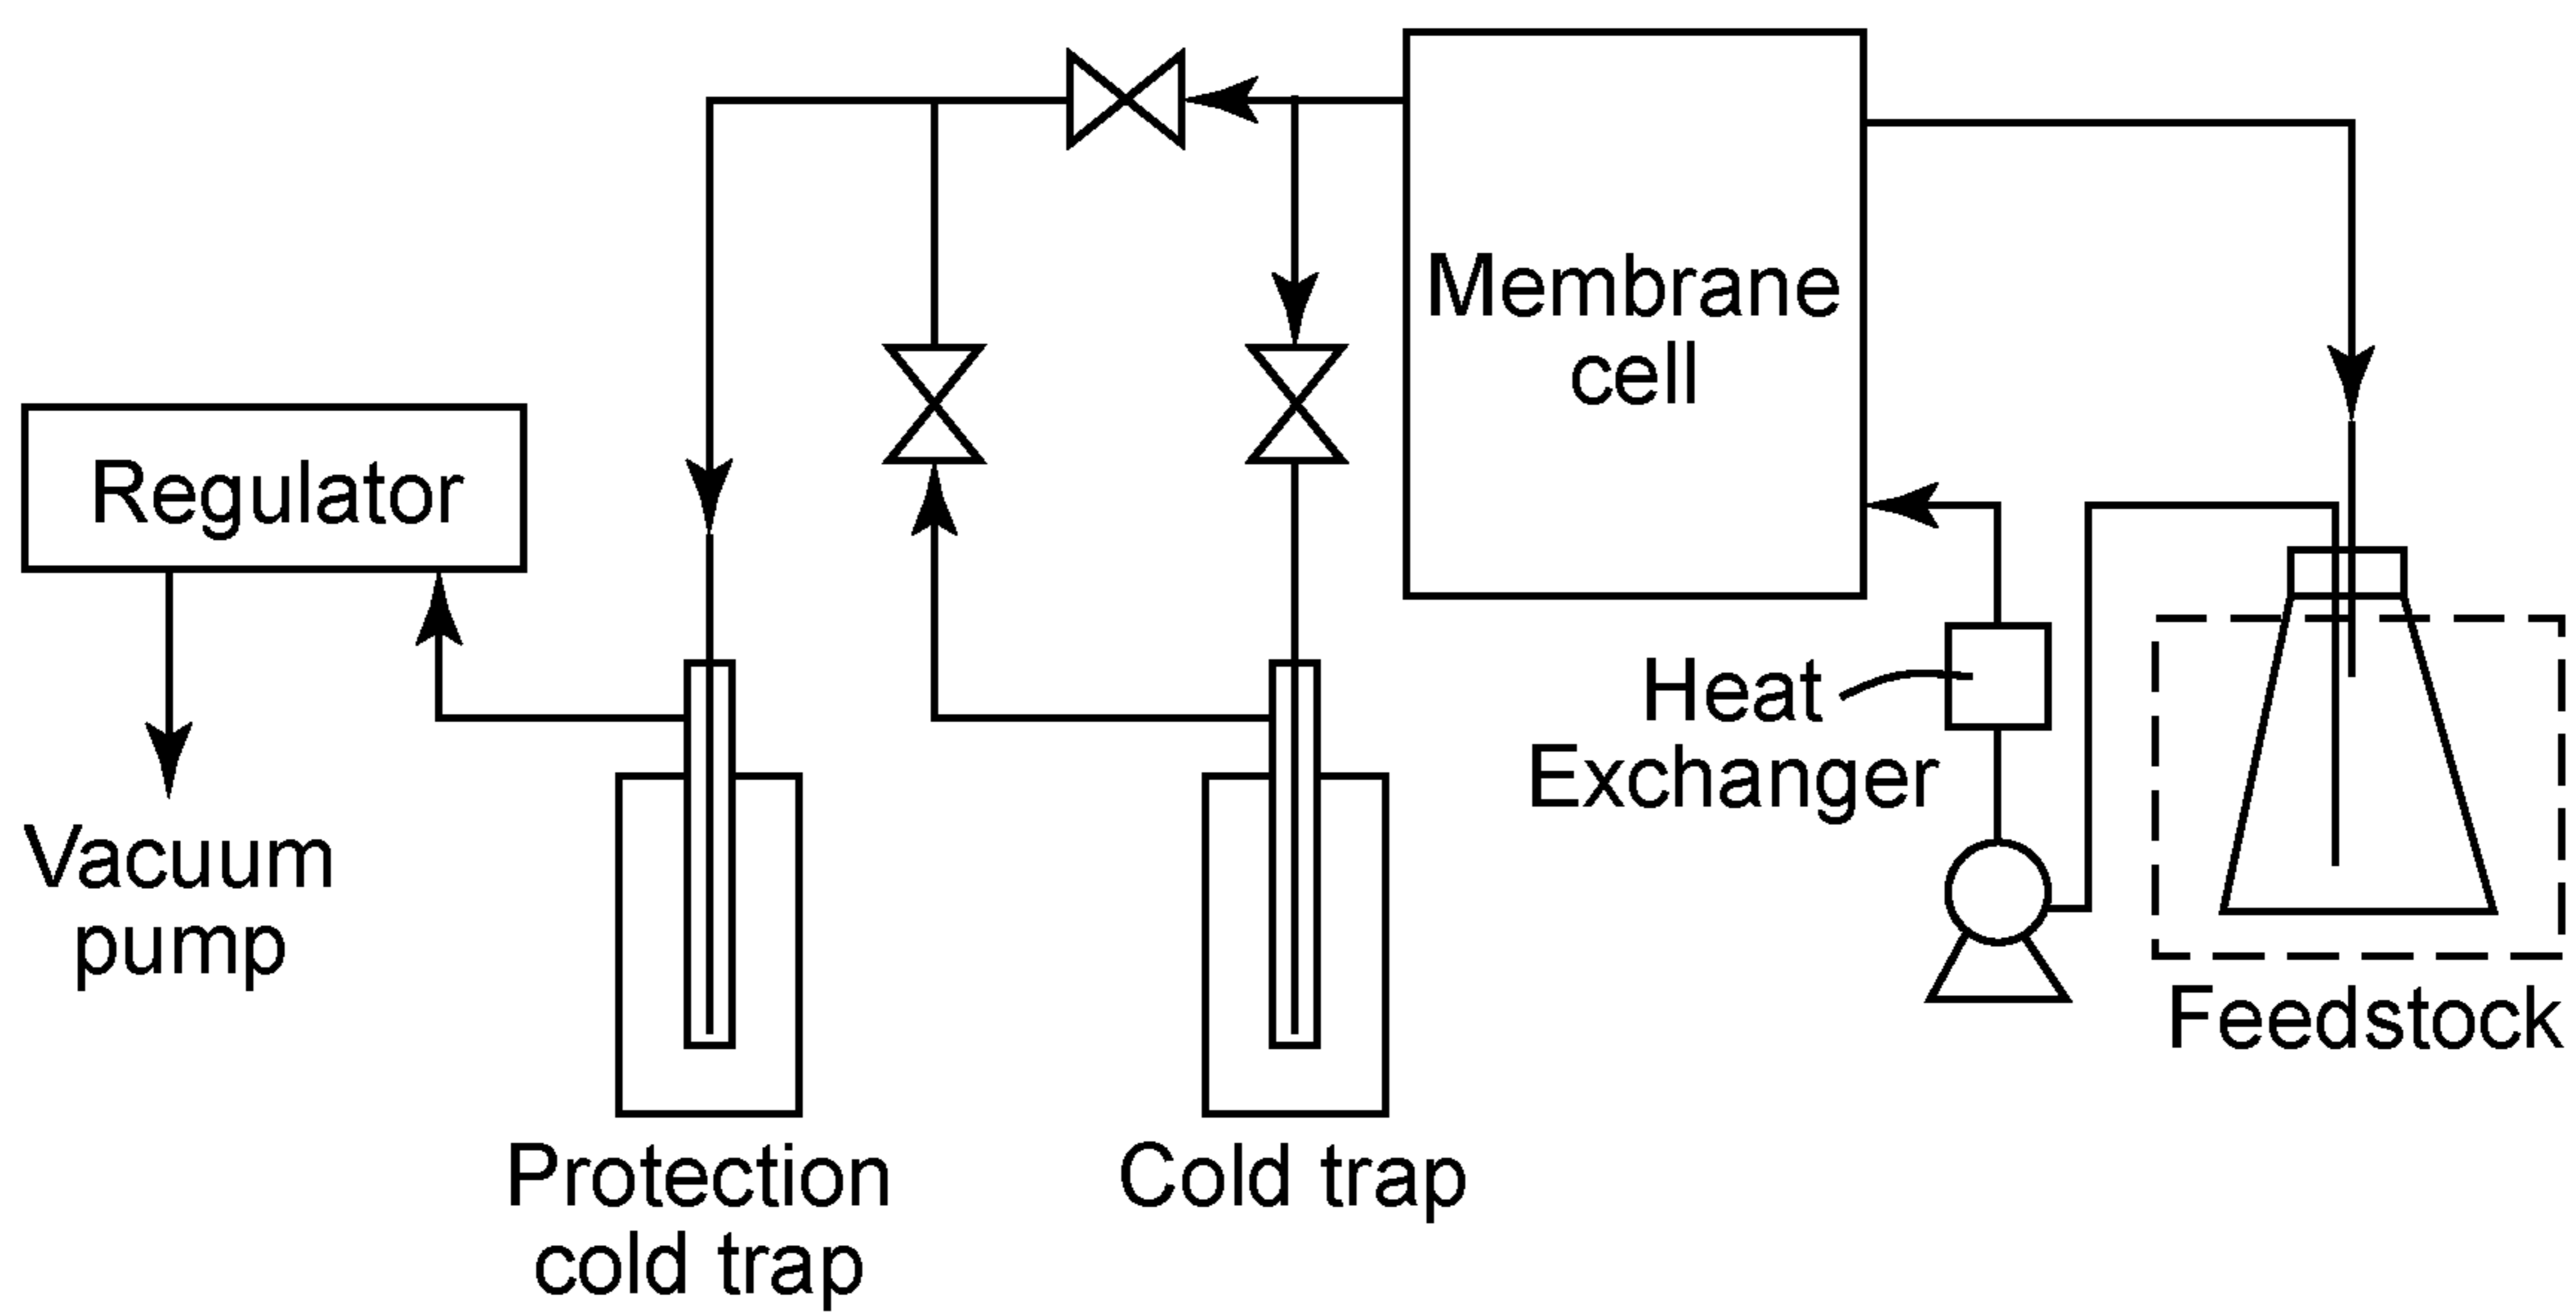 Membrane
cell
Regulator
Heat
Exchanger
Vacuum
pump
Feedstock
Protection
cold trap
Cold trap